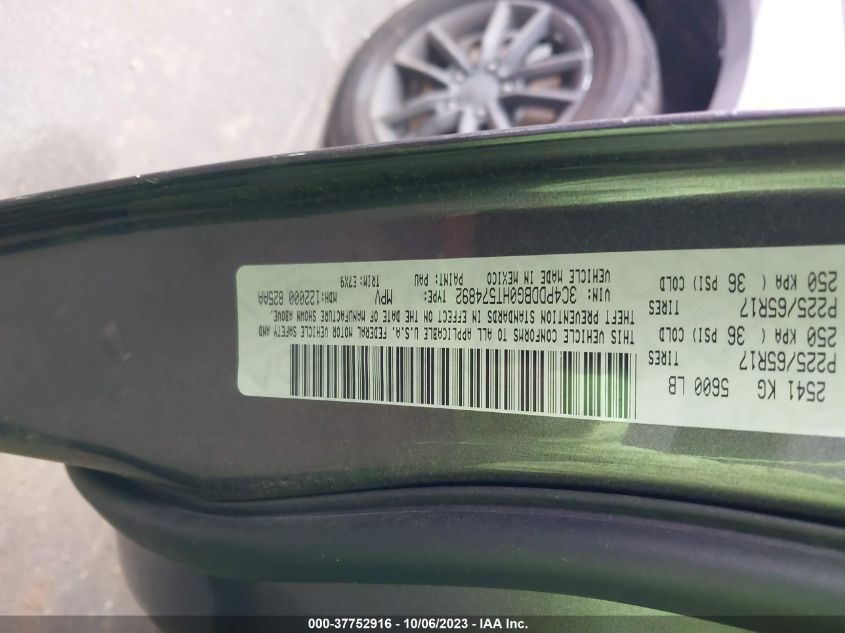 2541 KG 5600 LB
P225/65R17 TIRES
250 KPA ( 36 PSI) COLD
P225/65R17 TIRES
250 KPA ( 36 PSI) COLD
THIS VEHICLE CONFORMS TO ALL APPLICABLE U.S.A. FEDERAL MOTOR VEHICLE SAFETY AND
THEFT PREVENTION STANDARDS IN EFFECT ON THE DATE OF MANUFACTURE SHOWN ABOVE.
VIN: 3C4PDDBG0HT574892 TYPE: MPV MDH:122000 825AA
VEHICLE MADE IN MEXICO PAINT: PAU TRIM: E7X9
000-37752916 - 10/06/2023 - IAA Inc.